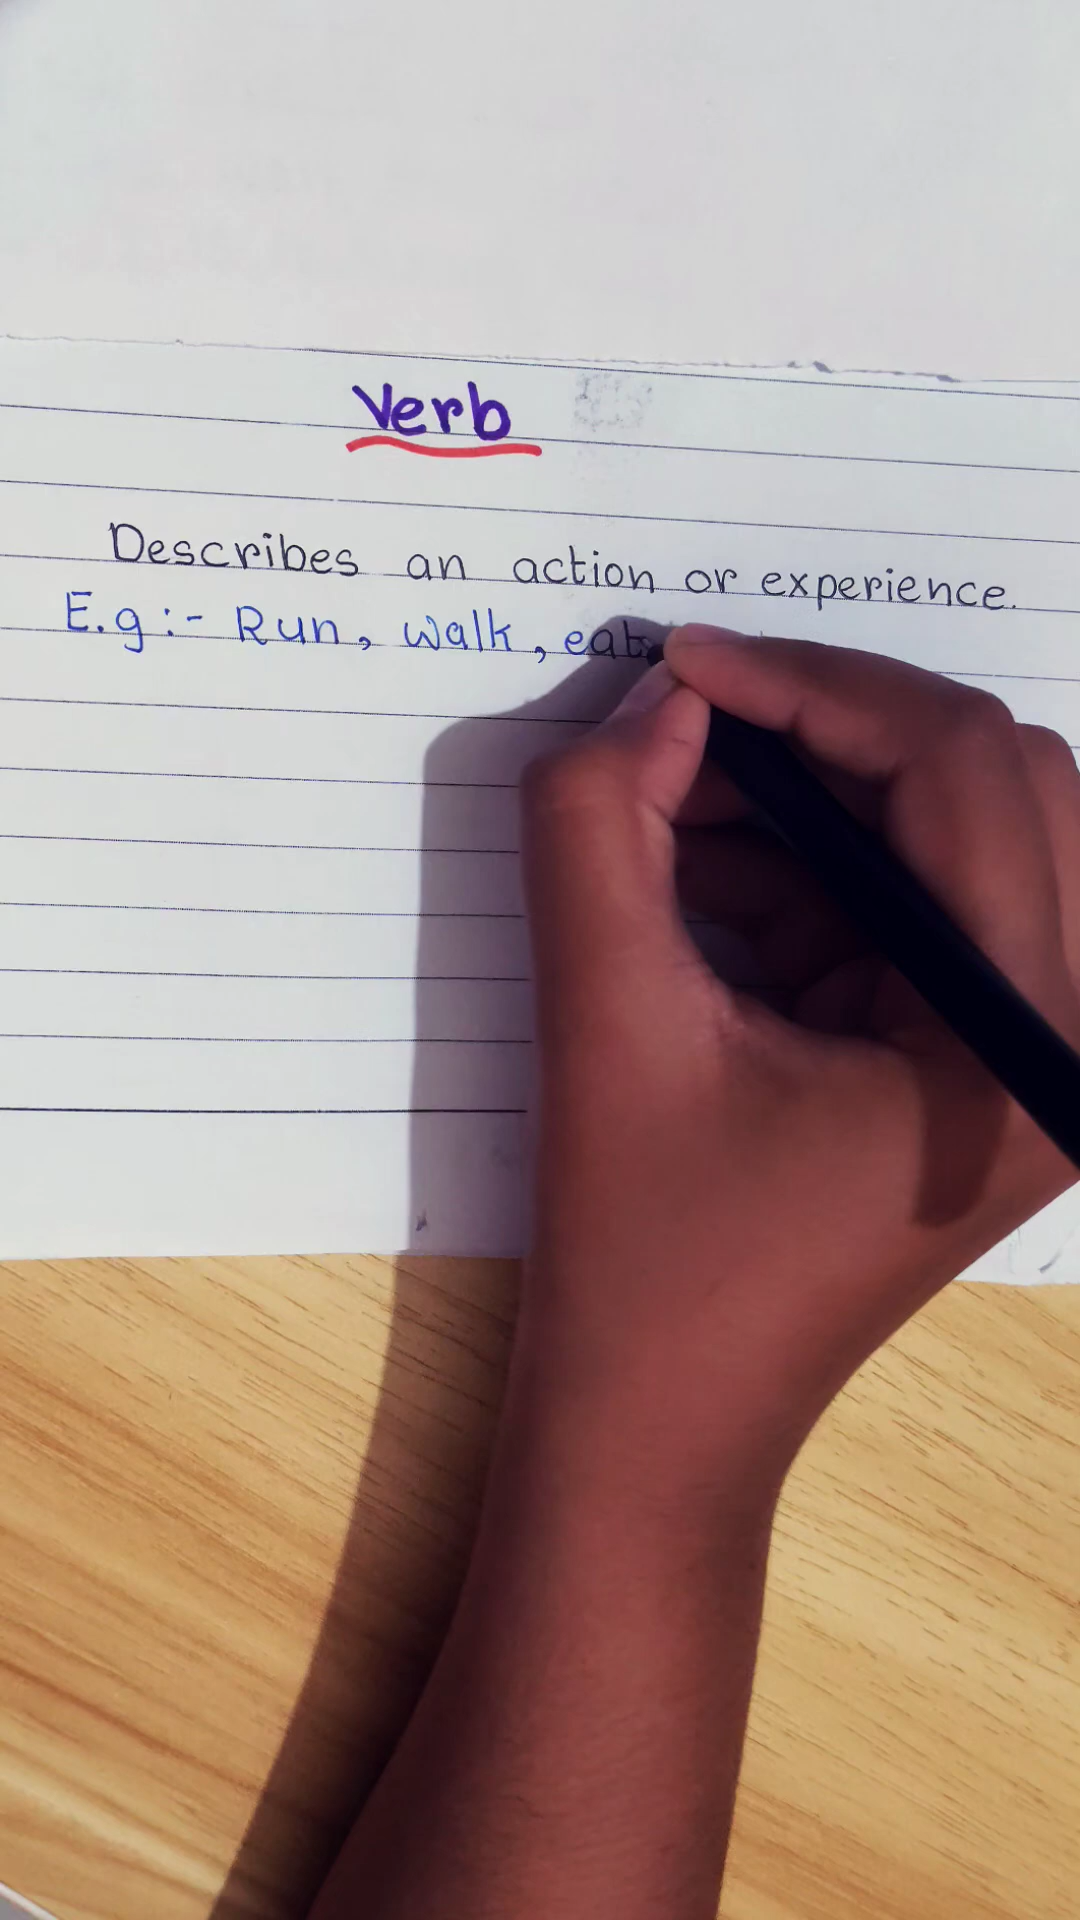 Verb
Describes an action or experience.
E.g:- Run, walk, eat